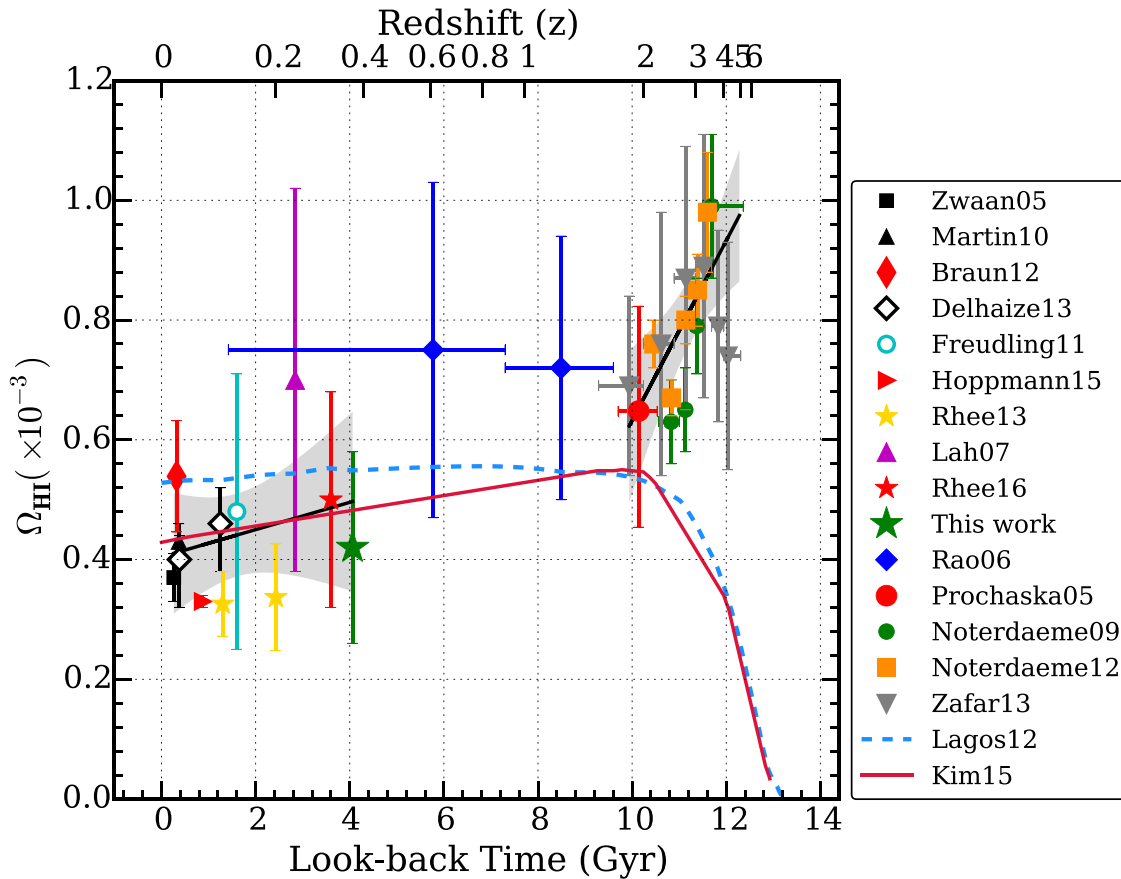 Redshift (z)
0 0.2 0.4 0.6 0.8 1 2 3 4 5 6
1.2
1.0
0.8
0.6
0.4
0.2
0.0
Ω_HI( ×10⁻³)
0 2 4 6 8 10 12 14
Look-back Time (Gyr)
Zwaan05
Martin10
Braun12
Delhaize13
Freudling11
Hoppmann15
Rhee13
Lah07
Rhee16
This work
Rao06
Prochaska05
Noterdaeme09
Noterdaeme12
Zafar13
Lagos12
Kim15